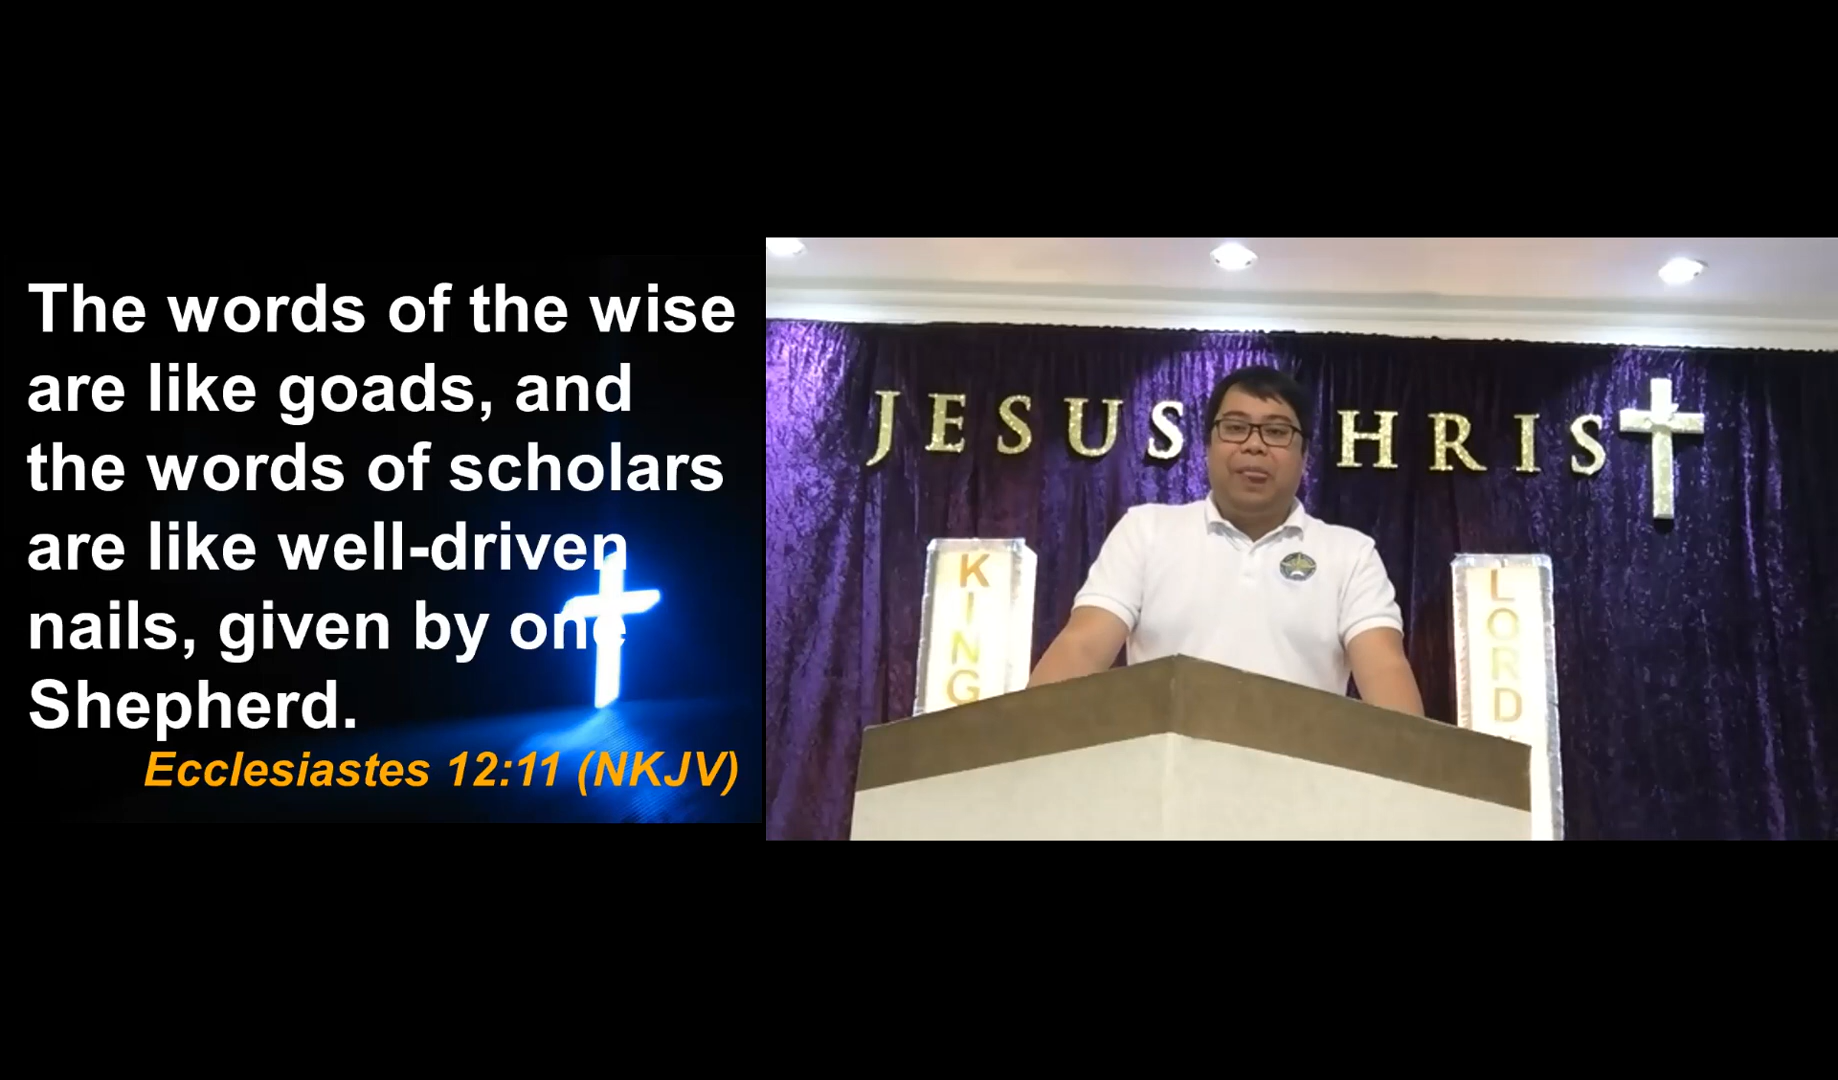 The words of the wise
are like goads, and
the words of scholars
are like well-driven
nails, given by one
Shepherd.
Ecclesiastes 12:11 (NKJV)
JESUS HRIST
KING
LORD